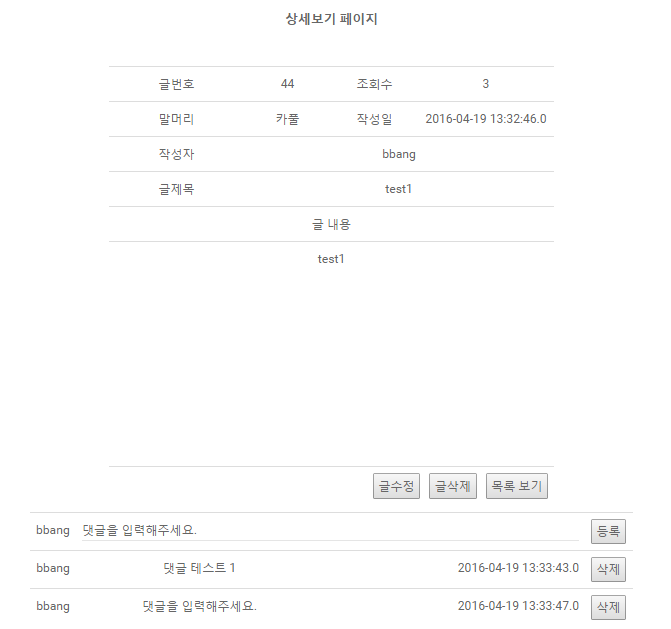 상세보기 페이지
글번호 44 조회수 3
말머리 카풀 작성일 2016-04-19 13:32:46.0
작성자 bbang
글제목 test1
글 내용
test1
글수정 글삭제 목록 보기
bbang 댓글을 입력해주세요. 등록
bbang 댓글 테스트 1 2016-04-19 13:33:43.0 삭제
bbang 댓글을 입력해주세요. 2016-04-19 13:33:47.0 삭제